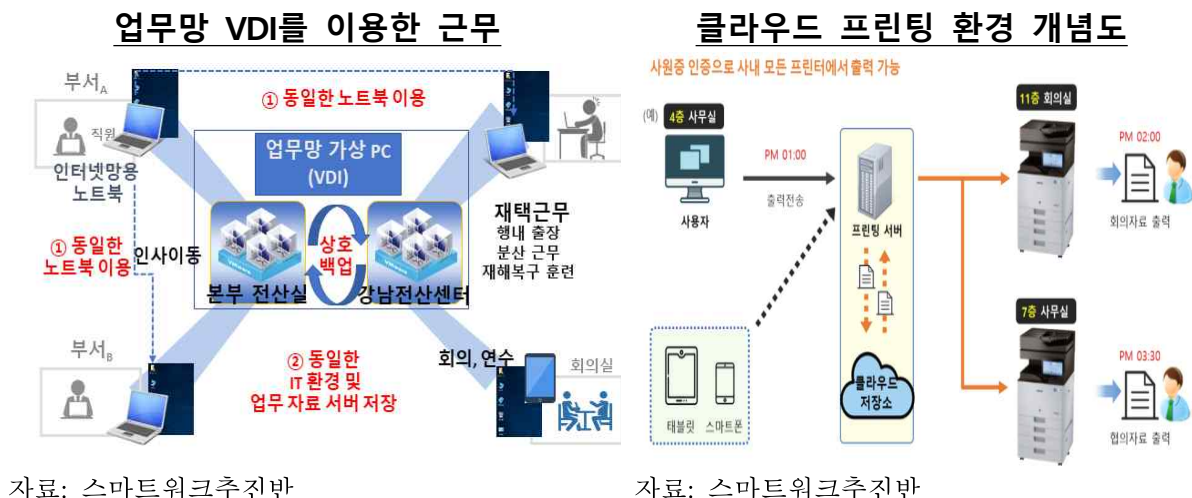 업무망 VDI를 이용한 근무
부서A
직원
인터넷망용
노트북
① 동일한 노트북 이용
업무망 가상 PC
(VDI)
재택근무
행내 출장
분산 근무
재해복구 훈련
① 동일한
노트북 이용
인사이동
상호
백업
본부 전산실
강남전산센터
부서B
② 동일한
IT 환경 및
업무 자료 서버 저장
회의, 연수
회의실
자료: 스마트워크추진반
클라우드 프린팅 환경 개념도
사원증 인증으로 사내 모든 프린터에서 출력 가능
(예) 4층 사무실
사용자
PM 01:00
출력전송
프린팅 서버
클라우드
저장소
태블릿
스마트폰
11층 회의실
PM 02:00
회의자료 출력
7층 사무실
PM 03:30
협의자료 출력
자료: 스마트워크추진반